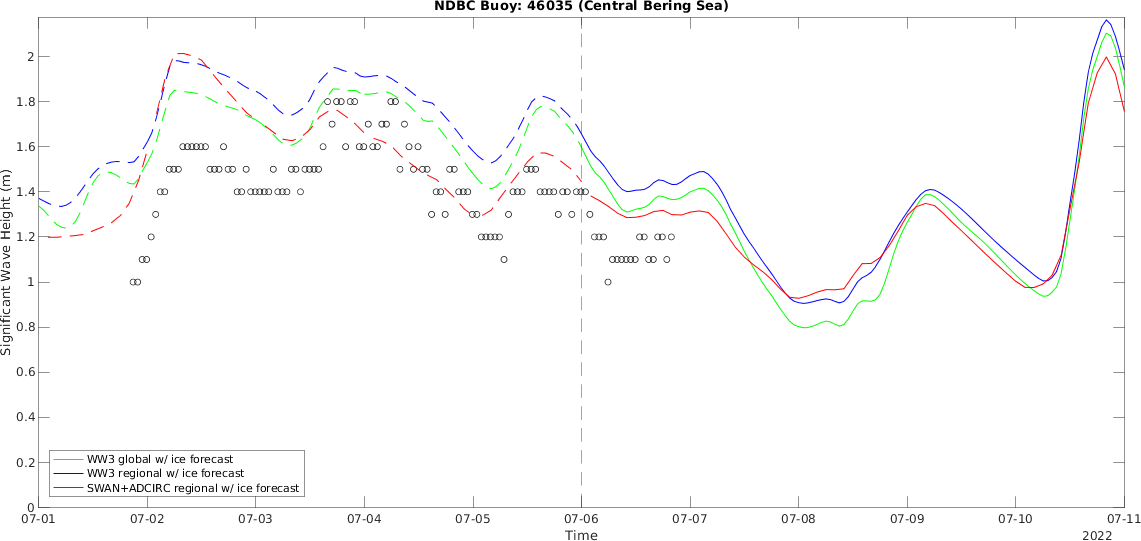 NDBC Buoy: 46035 (Central Bering Sea)
Significant Wave Height (m)
2
1.8
1.6
1.4
1.2
1
0.8
0.6
0.4
0.2
0
WW3 global w/ ice forecast
WW3 regional w/ ice forecast
SWAN+ADCIRC regional w/ ice forecast
07-01 07-02 07-03 07-04 07-05 07-06 07-07 07-08 07-09 07-10 07-11
Time
2022